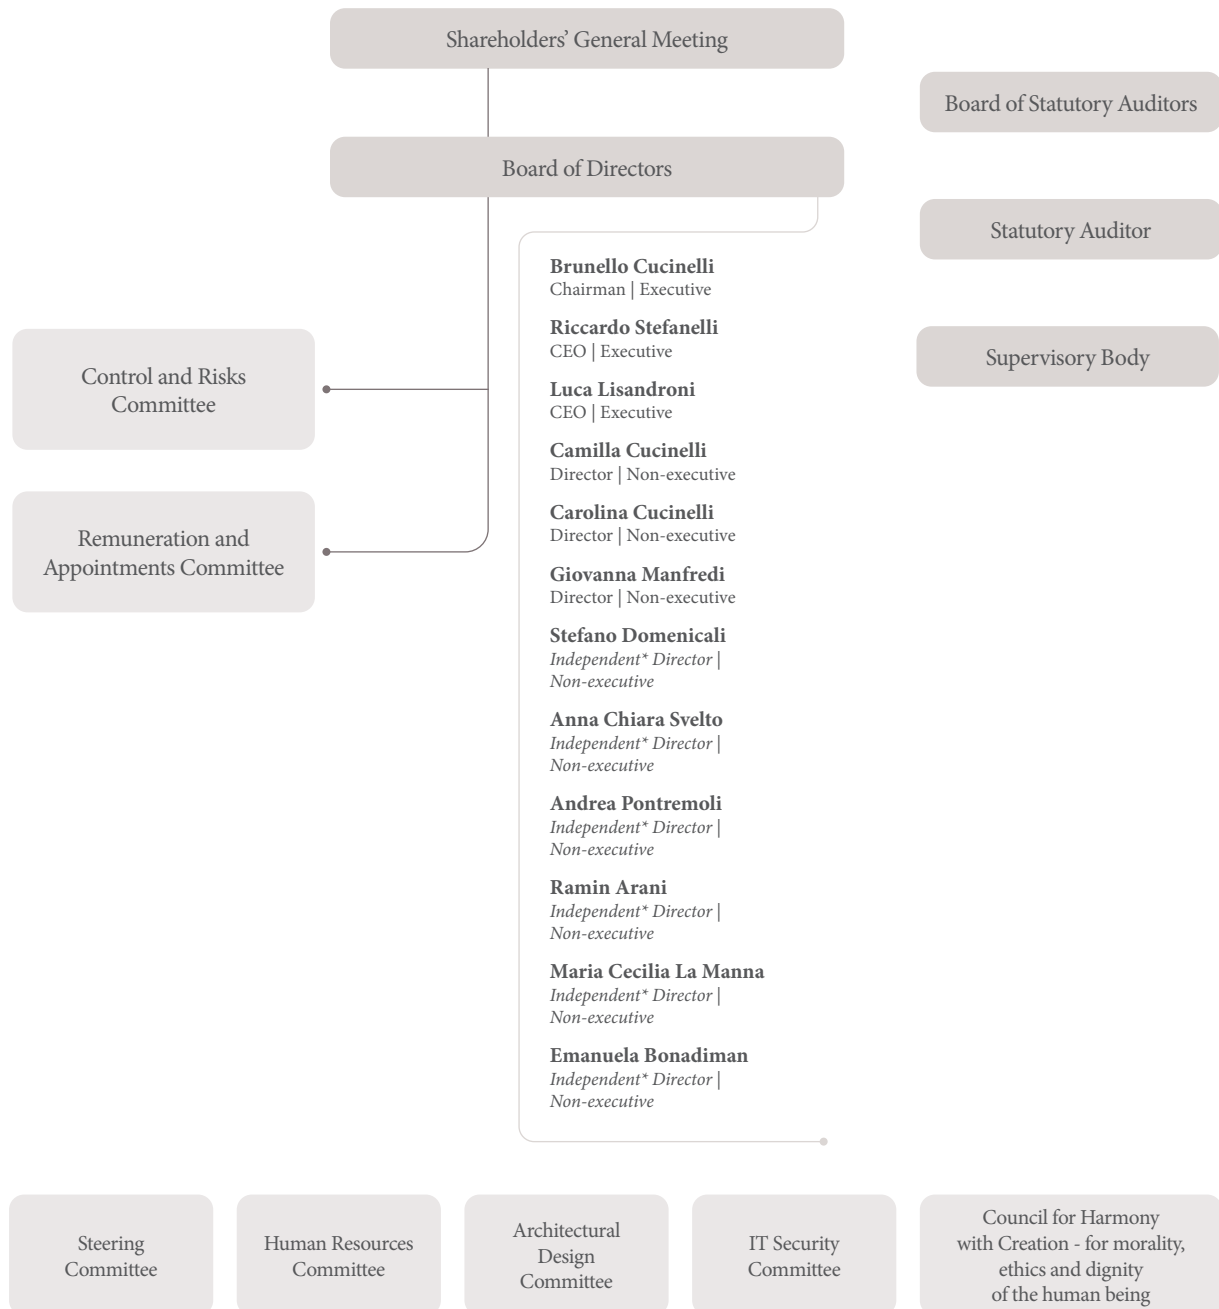 Shareholders’ General Meeting
Board of Statutory Auditors
Board of Directors
Statutory Auditor
Brunello Cucinelli
Chairman | Executive
Riccardo Stefanelli
CEO | Executive
Supervisory Body
Control and Risks
Committee
Luca Lisandroni
CEO | Executive
Camilla Cucinelli
Director | Non-executive
Carolina Cucinelli
Director | Non-executive
Remuneration and
Appointments Committee
Giovanna Manfredi
Director | Non-executive
Stefano Domenicali
Independent* Director |
Non-executive
Anna Chiara Svelto
Independent* Director |
Non-executive
Andrea Pontremoli
Independent* Director |
Non-executive
Ramin Arani
Independent* Director |
Non-executive
Maria Cecilia La Manna
Independent* Director |
Non-executive
Emanuela Bonadiman
Independent* Director |
Non-executive
Steering
Committee
Human Resources
Committee
Architectural
Design
Committee
IT Security
Committee
Council for Harmony
with Creation - for morality,
ethics and dignity
of the human being